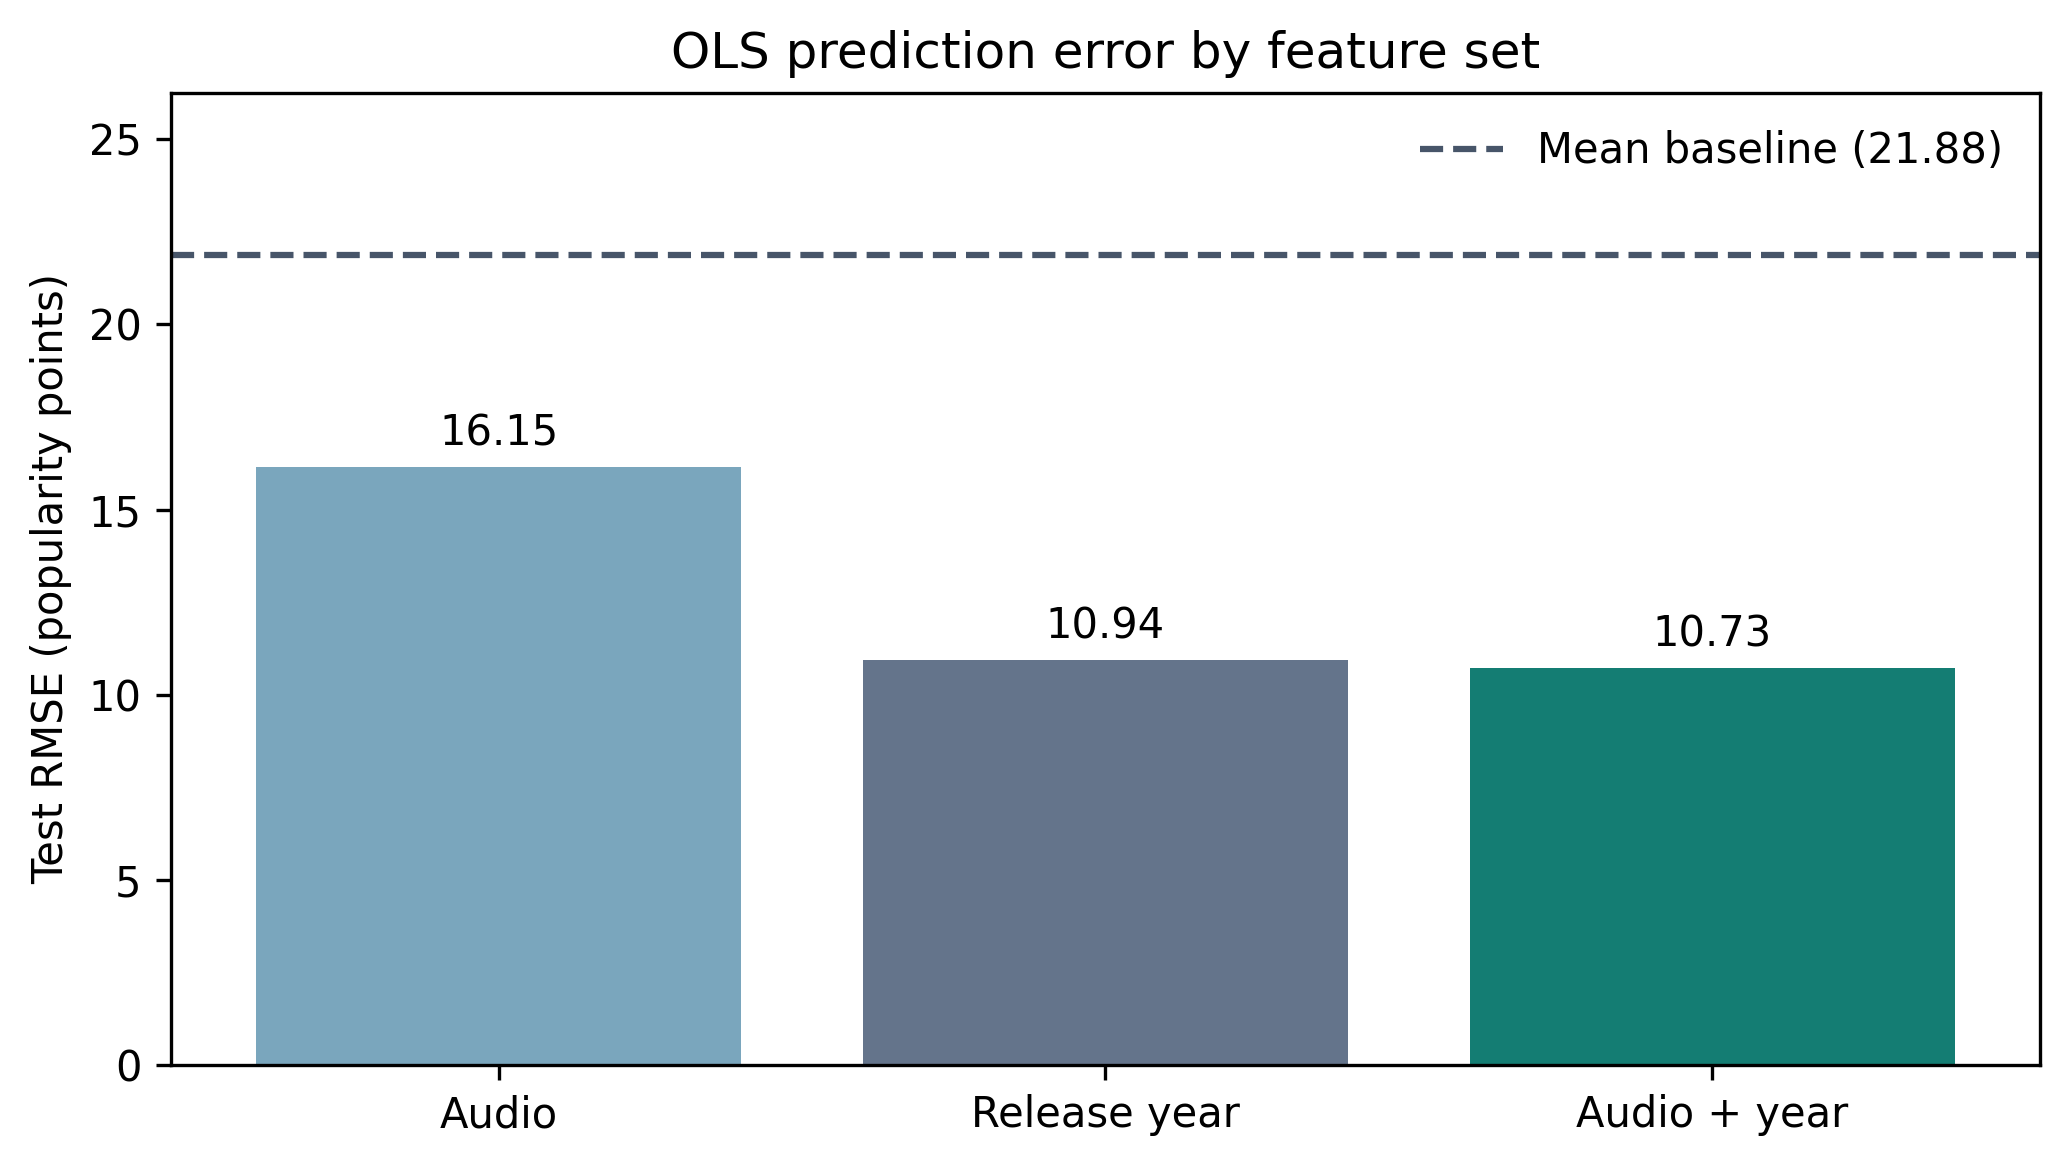 OLS prediction error by feature set
Mean baseline (21.88)
Test RMSE (popularity points)
25
20
15
10
5
0
16.15
10.94
10.73
Audio
Release year
Audio + year